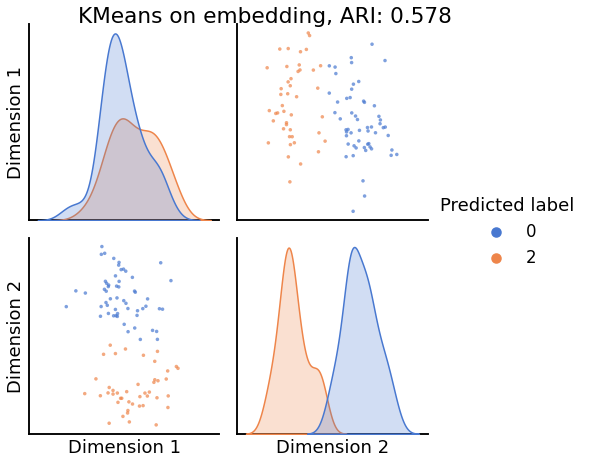 KMeans on embedding, ARI: 0.578
Dimension 1
Predicted label
0
2
Dimension 2
Dimension 1
Dimension 2